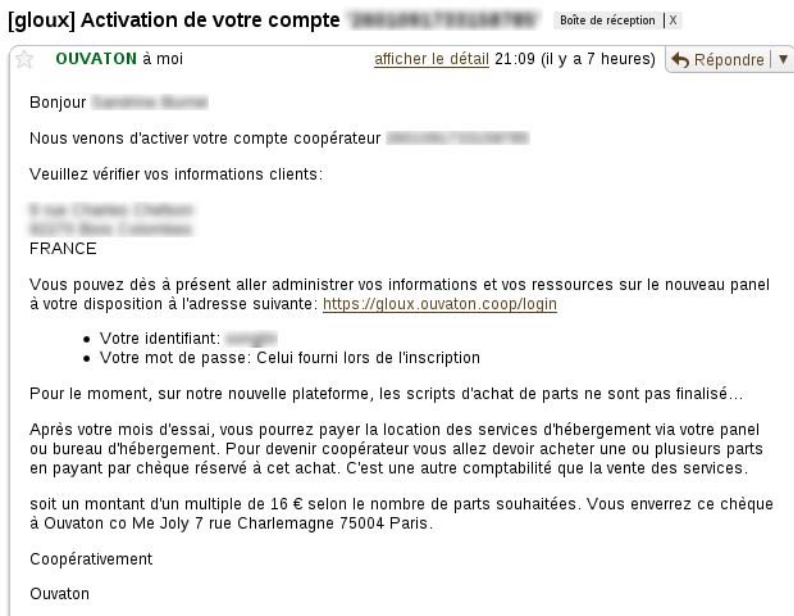 [gloux] Activation de votre compte Boîte de réception | X
OUVATON à moi afficher le détail 21:09 (il y a 7 heures) Répondre
Bonjour
Nous venons d'activer votre compte coopérateur
Veuillez vérifier vos informations clients:
FRANCE
Vous pouvez dès à présent aller administrer vos informations et vos ressources sur le nouveau panel
à votre disposition à l'adresse suivante: https://gloux.ouvaton.coop/login
• Votre identifiant:
• Votre mot de passe: Celui fourni lors de l'inscription
Pour le moment, sur notre nouvelle plateforme, les scripts d'achat de parts ne sont pas finalisé...
Après votre mois d'essai, vous pourrez payer la location des services d'hébergement via votre panel
ou bureau d'hébergement. Pour devenir coopérateur vous allez devoir acheter une ou plusieurs parts
en payant par chèque réservé à cet achat. C'est une autre comptabilité que la vente des services.
soit un montant d'un multiple de 16 € selon le nombre de parts souhaitées. Vous enverrez ce chèque
à Ouvaton co Me Joly 7 rue Charlemagne 75004 Paris.
Coopérativement
Ouvaton